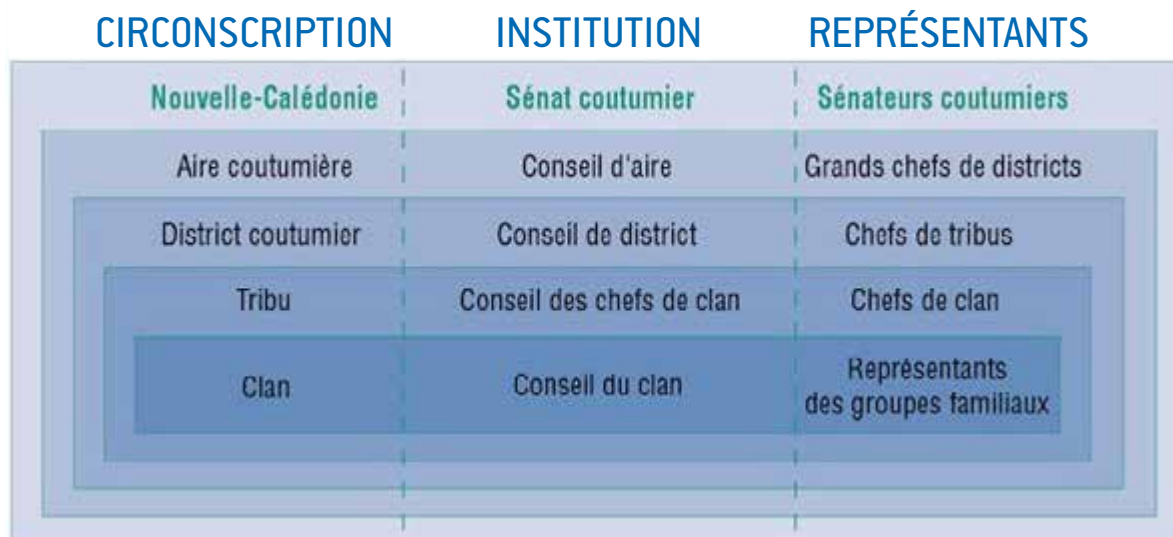 CIRCONSCRIPTION INSTITUTION REPRÉSENTANTS
Nouvelle-Calédonie Sénat coutumier Sénateurs coutumiers
Aire coutumière Conseil d'aire Grands chefs de districts
District coutumier Conseil de district Chefs de tribus
Tribu Conseil des chefs de clan Chefs de clan
Clan Conseil du clan Représentants
des groupes familiaux